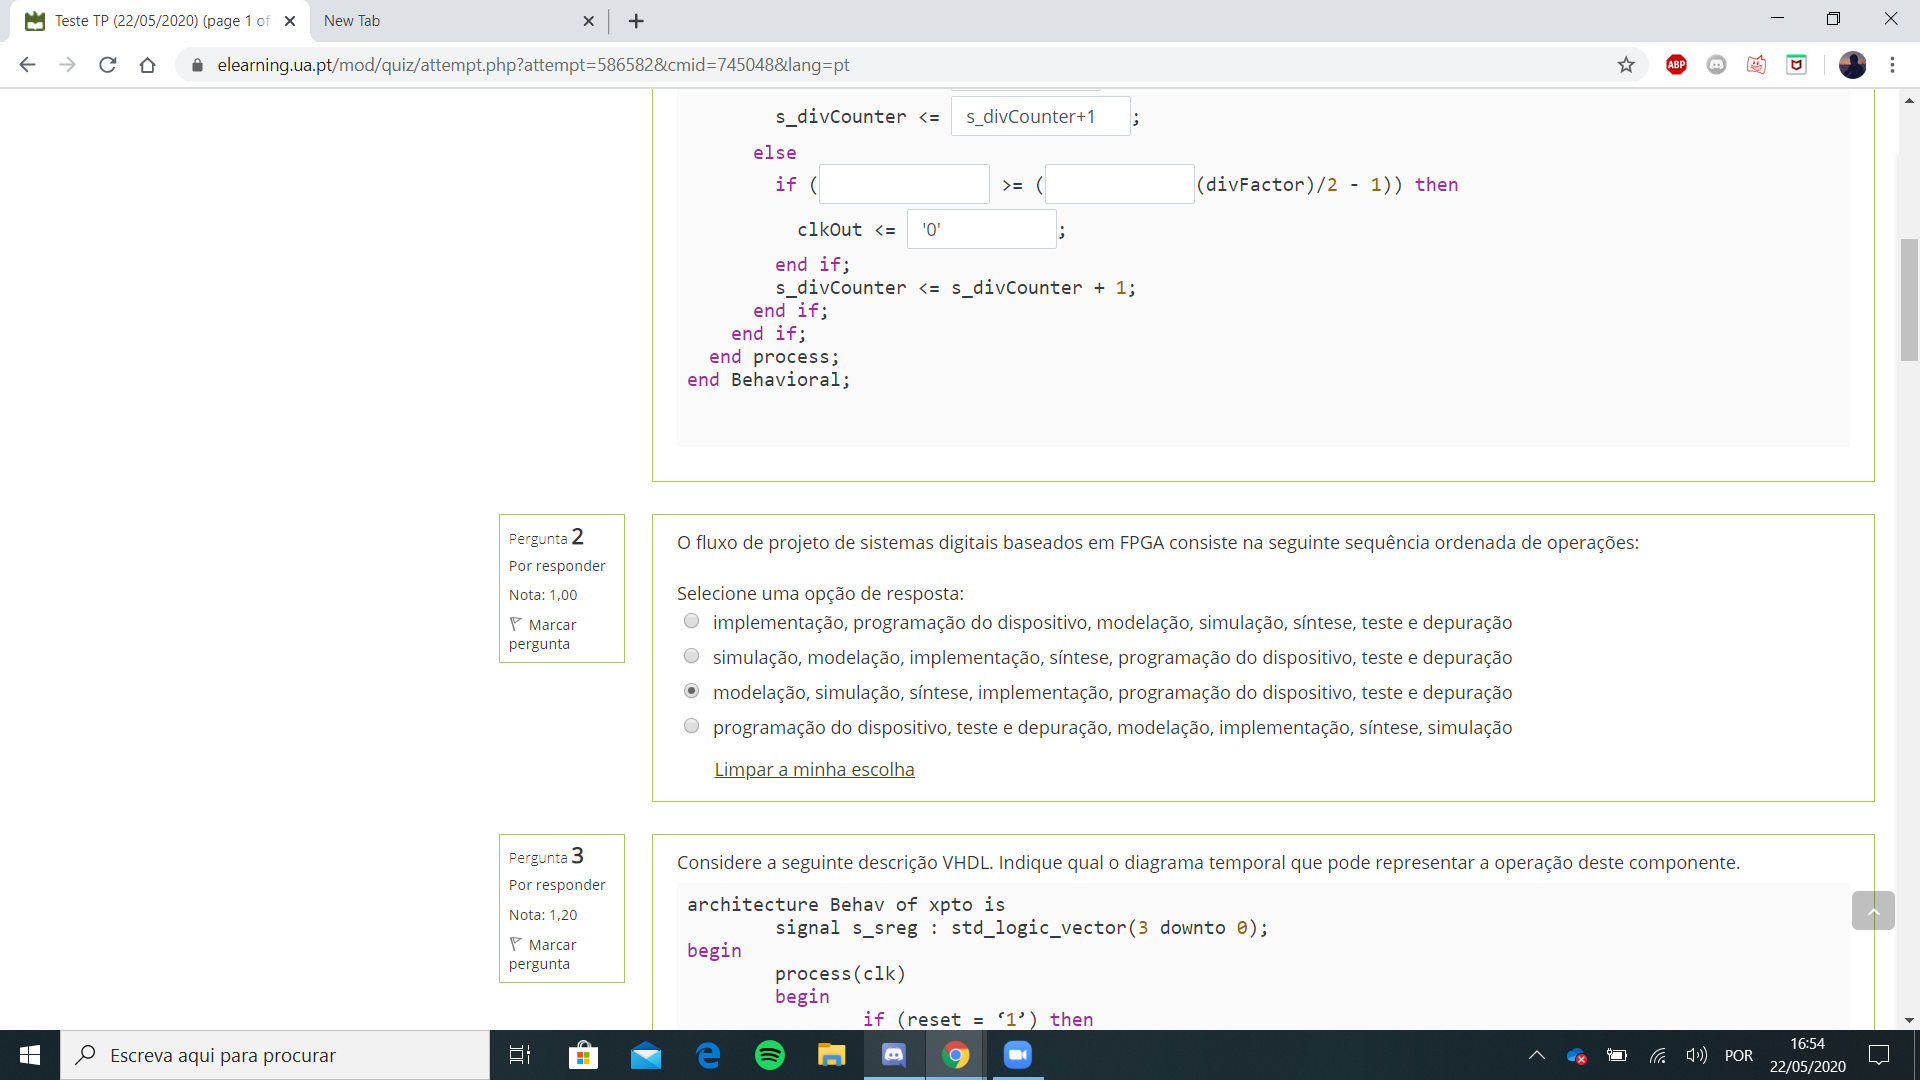 Teste TP (22/05/2020) (page 1 of
New Tab
elearning.ua.pt/mod/quiz/attempt.php?attempt=586582&cmid=745048&lang=pt
ABP
s_divCounter <= s_divCounter+1 ;
else
if ( >= ( (divFactor)/2 - 1)) then
clkOut <= '0' ;
end if;
s_divCounter <= s_divCounter + 1;
end if;
end if;
end process;
end Behavioral;
Pergunta 2
Por responder
Nota: 1,00
Marcar
pergunta
O fluxo de projeto de sistemas digitais baseados em FPGA consiste na seguinte sequência ordenada de operações:
Selecione uma opção de resposta:
implementação, programação do dispositivo, modelação, simulação, síntese, teste e depuração
simulação, modelação, implementação, síntese, programação do dispositivo, teste e depuração
modelação, simulação, síntese, implementação, programação do dispositivo, teste e depuração
programação do dispositivo, teste e depuração, modelação, implementação, síntese, simulação
Limpar a minha escolha
Pergunta 3
Por responder
Nota: 1,20
Marcar
pergunta
Considere a seguinte descrição VHDL. Indique qual o diagrama temporal que pode representar a operação deste componente.
architecture Behav of xpto is
signal s_sreg : std_logic_vector(3 downto 0);
begin
process(clk)
begin
if (reset = ‘1’) then
Escreva aqui para procurar
POR
16:54
22/05/2020